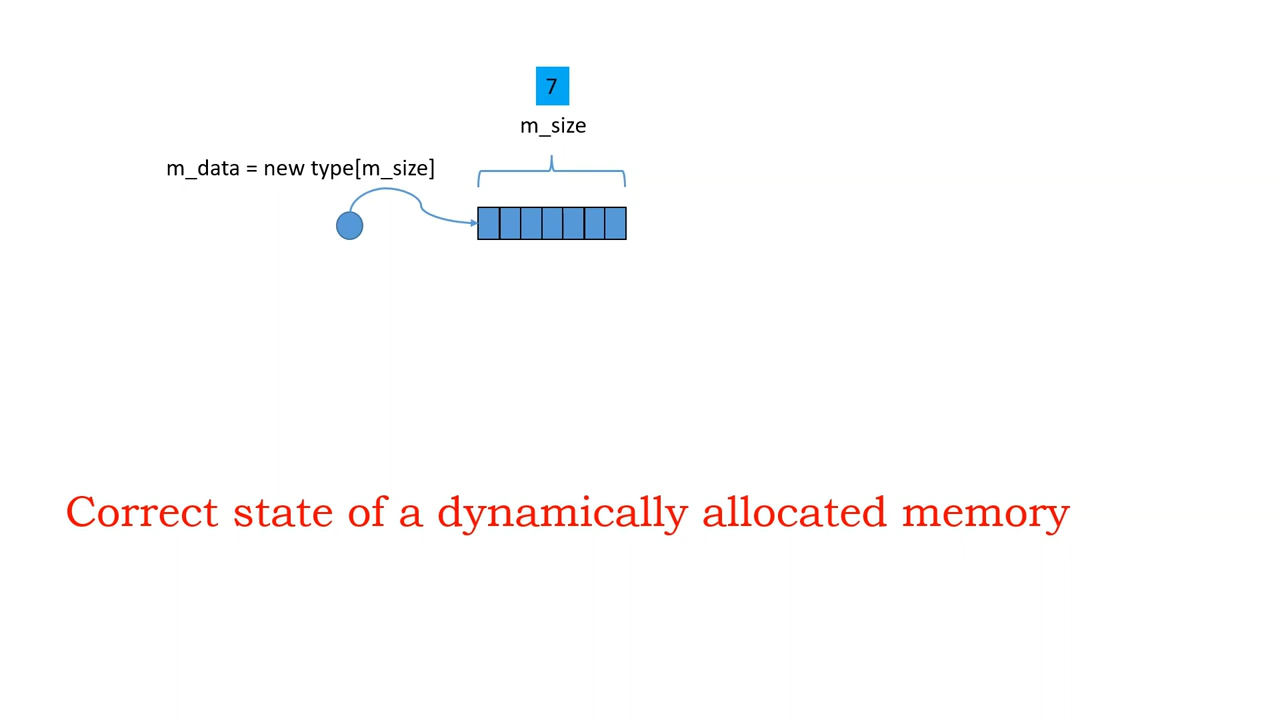 7
m_size
m_data = new type[m_size]
Correct state of a dynamically allocated memory